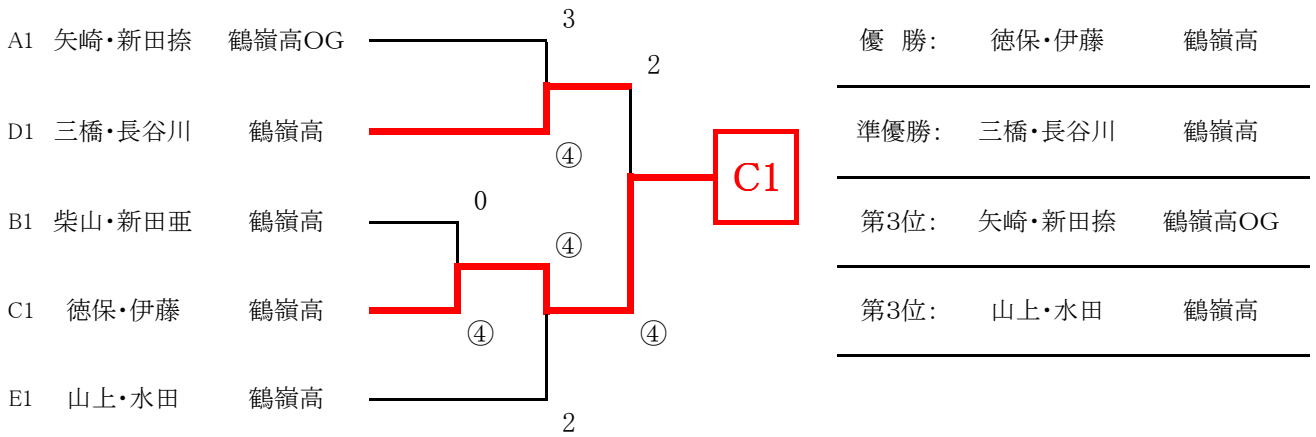 3
A1 矢崎・新田捺 鶴嶺高OG
2
D1 三橋・長谷川 鶴嶺高
④
C1
0
B1 柴山・新田亜 鶴嶺高
④
C1 徳保・伊藤 鶴嶺高
④ ④
E1 山上・水田 鶴嶺高
2
優 勝: 徳保・伊藤 鶴嶺高
準優勝: 三橋・長谷川 鶴嶺高
第3位: 矢崎・新田捺 鶴嶺高OG
第3位: 山上・水田 鶴嶺高